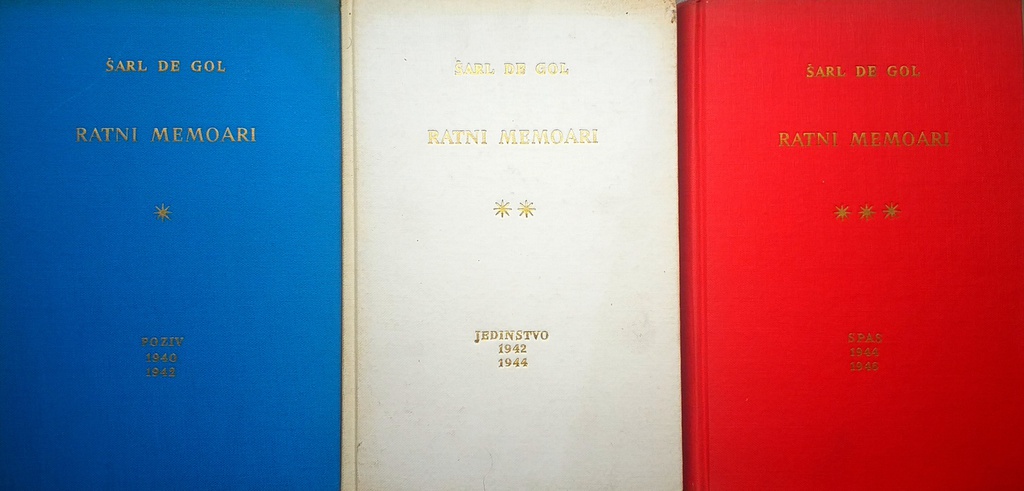 ŠARL DE GOL
RATNI MEMOARI
POZIV
1940
1942
ŠARL DE GOL
RATNI MEMOARI
JEDINSTVO
1942
1944
ŠARL DE GOL
RATNI MEMOARI
SPAS
1944
1946